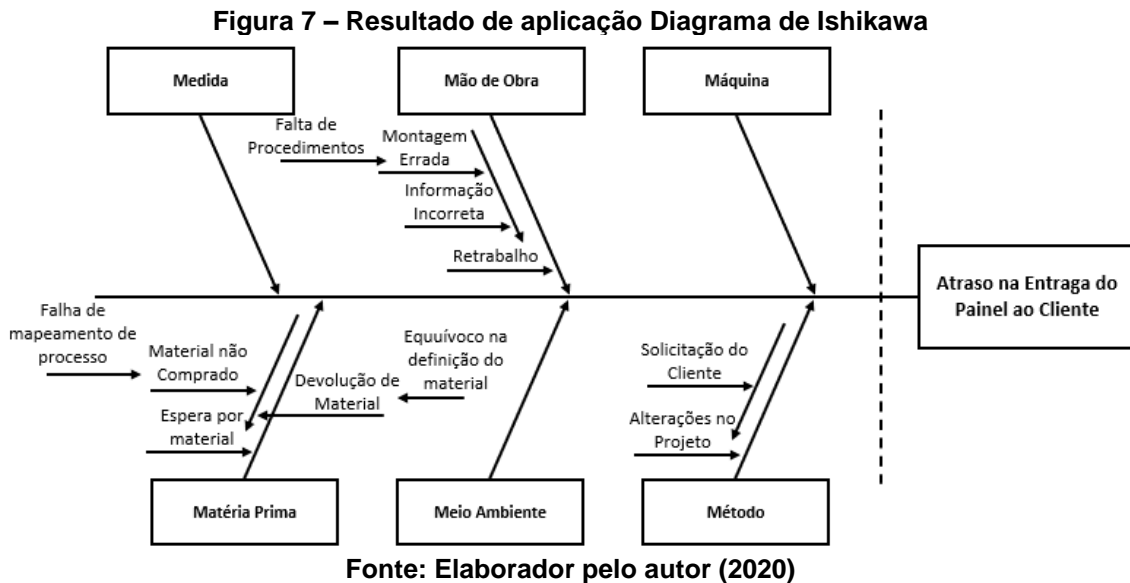 Figura 7 – Resultado de aplicação Diagrama de Ishikawa
Medida
Mão de Obra
Máquina
Falta de
Procedimentos
Montagem
Errada
Informação
Incorreta
Retrabalho
Atraso na Entraga do
Painel ao Cliente
Falha de
mapeamento de
processo
Material não
Comprado
Espera por
material
Devolução de
Material
Equuívoco na
definição do
material
Solicitação do
Cliente
Alterações no
Projeto
Matéria Prima
Meio Ambiente
Método
Fonte: Elaborador pelo autor (2020)